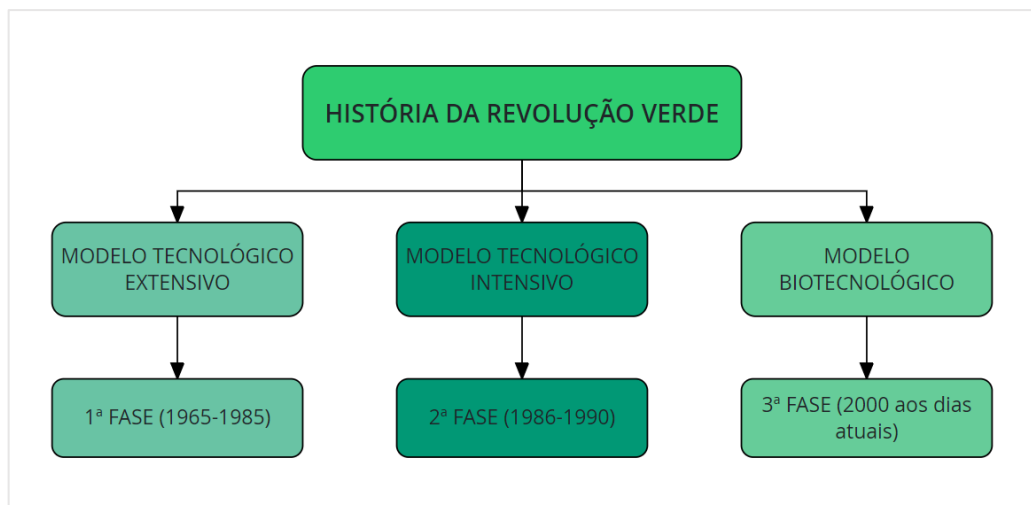 HISTÓRIA DA REVOLUÇÃO VERDE
MODELO TECNOLÓGICO
EXTENSIVO
MODELO TECNOLÓGICO
INTENSIVO
MODELO
BIOTECNOLÓGICO
1ª FASE (1965-1985)
2ª FASE (1986-1990)
3ª FASE (2000 aos dias
atuais)